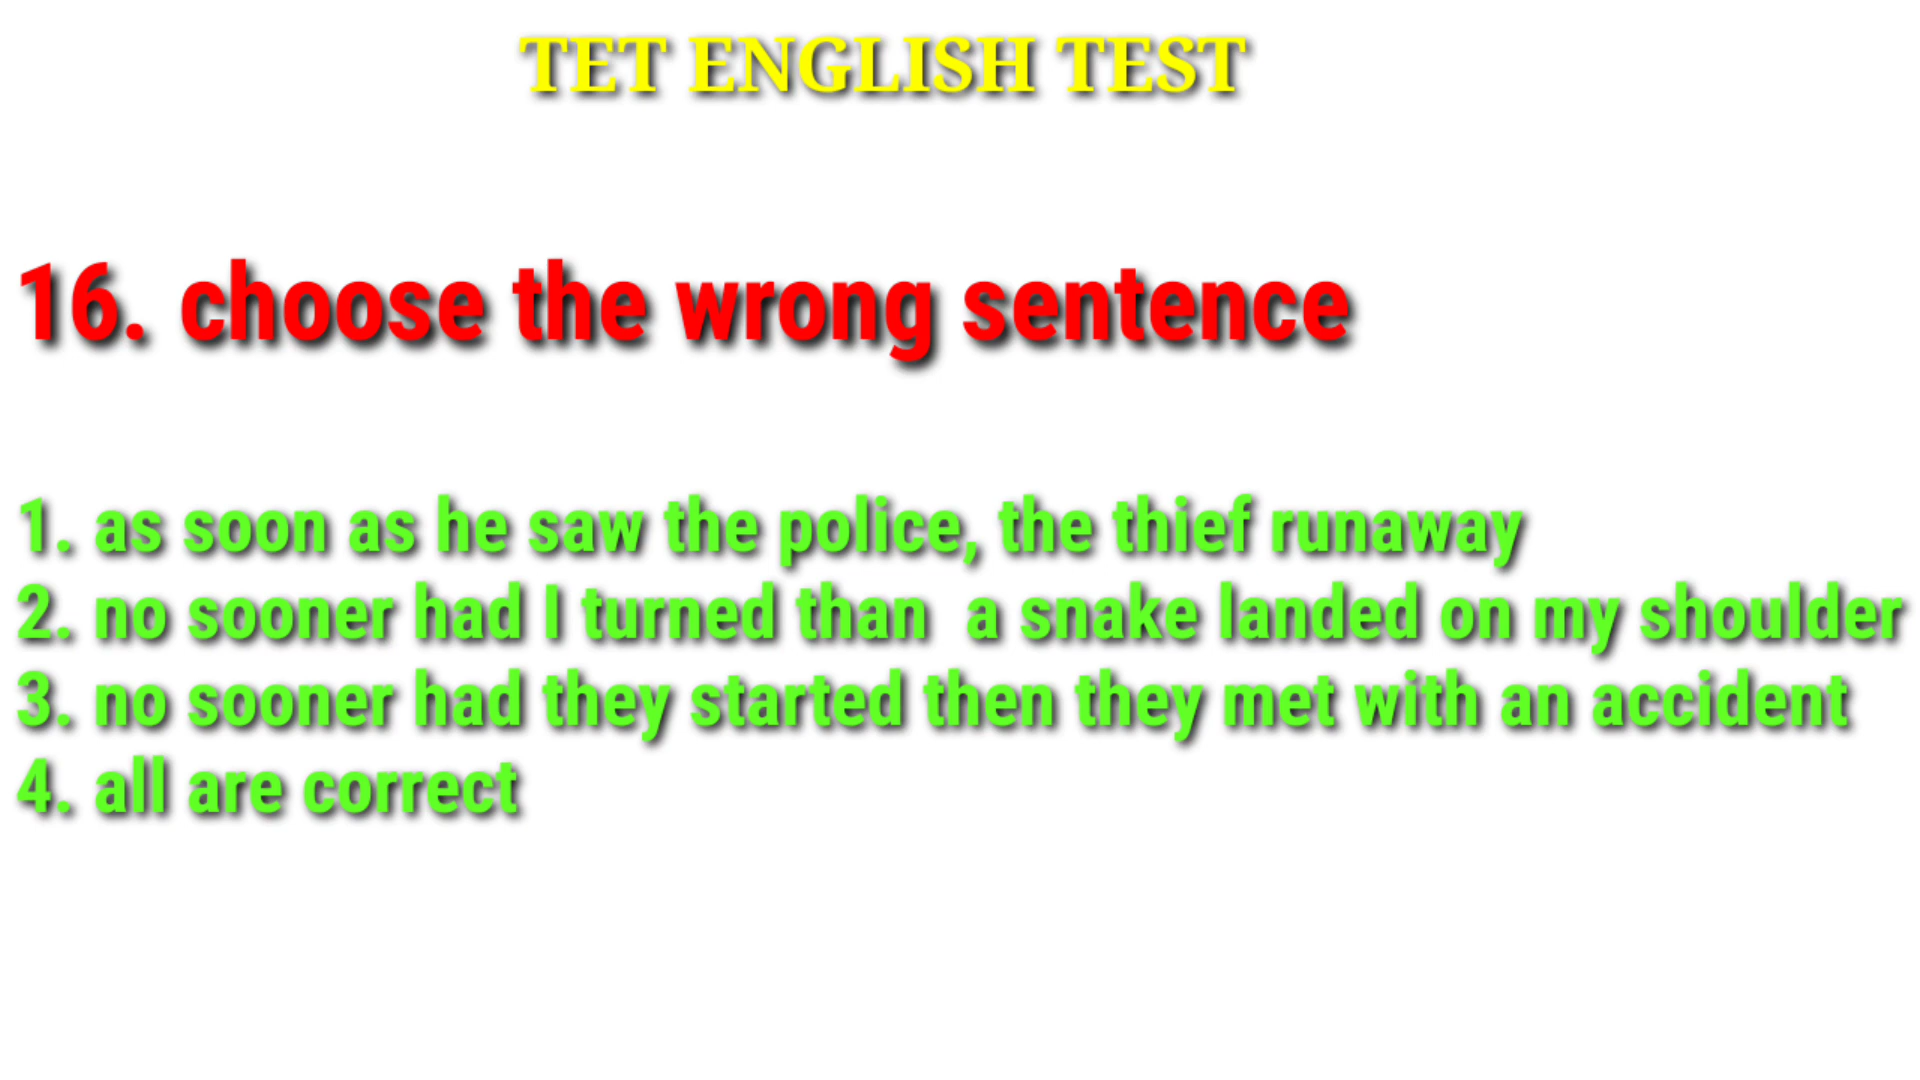 TET ENGLISH TEST
16. choose the wrong sentence
1. as soon as he saw the police, the thief runaway
2. no sooner had I turned than a snake landed on my shoulder
3. no sooner had they started then they met with an accident
4. all are correct